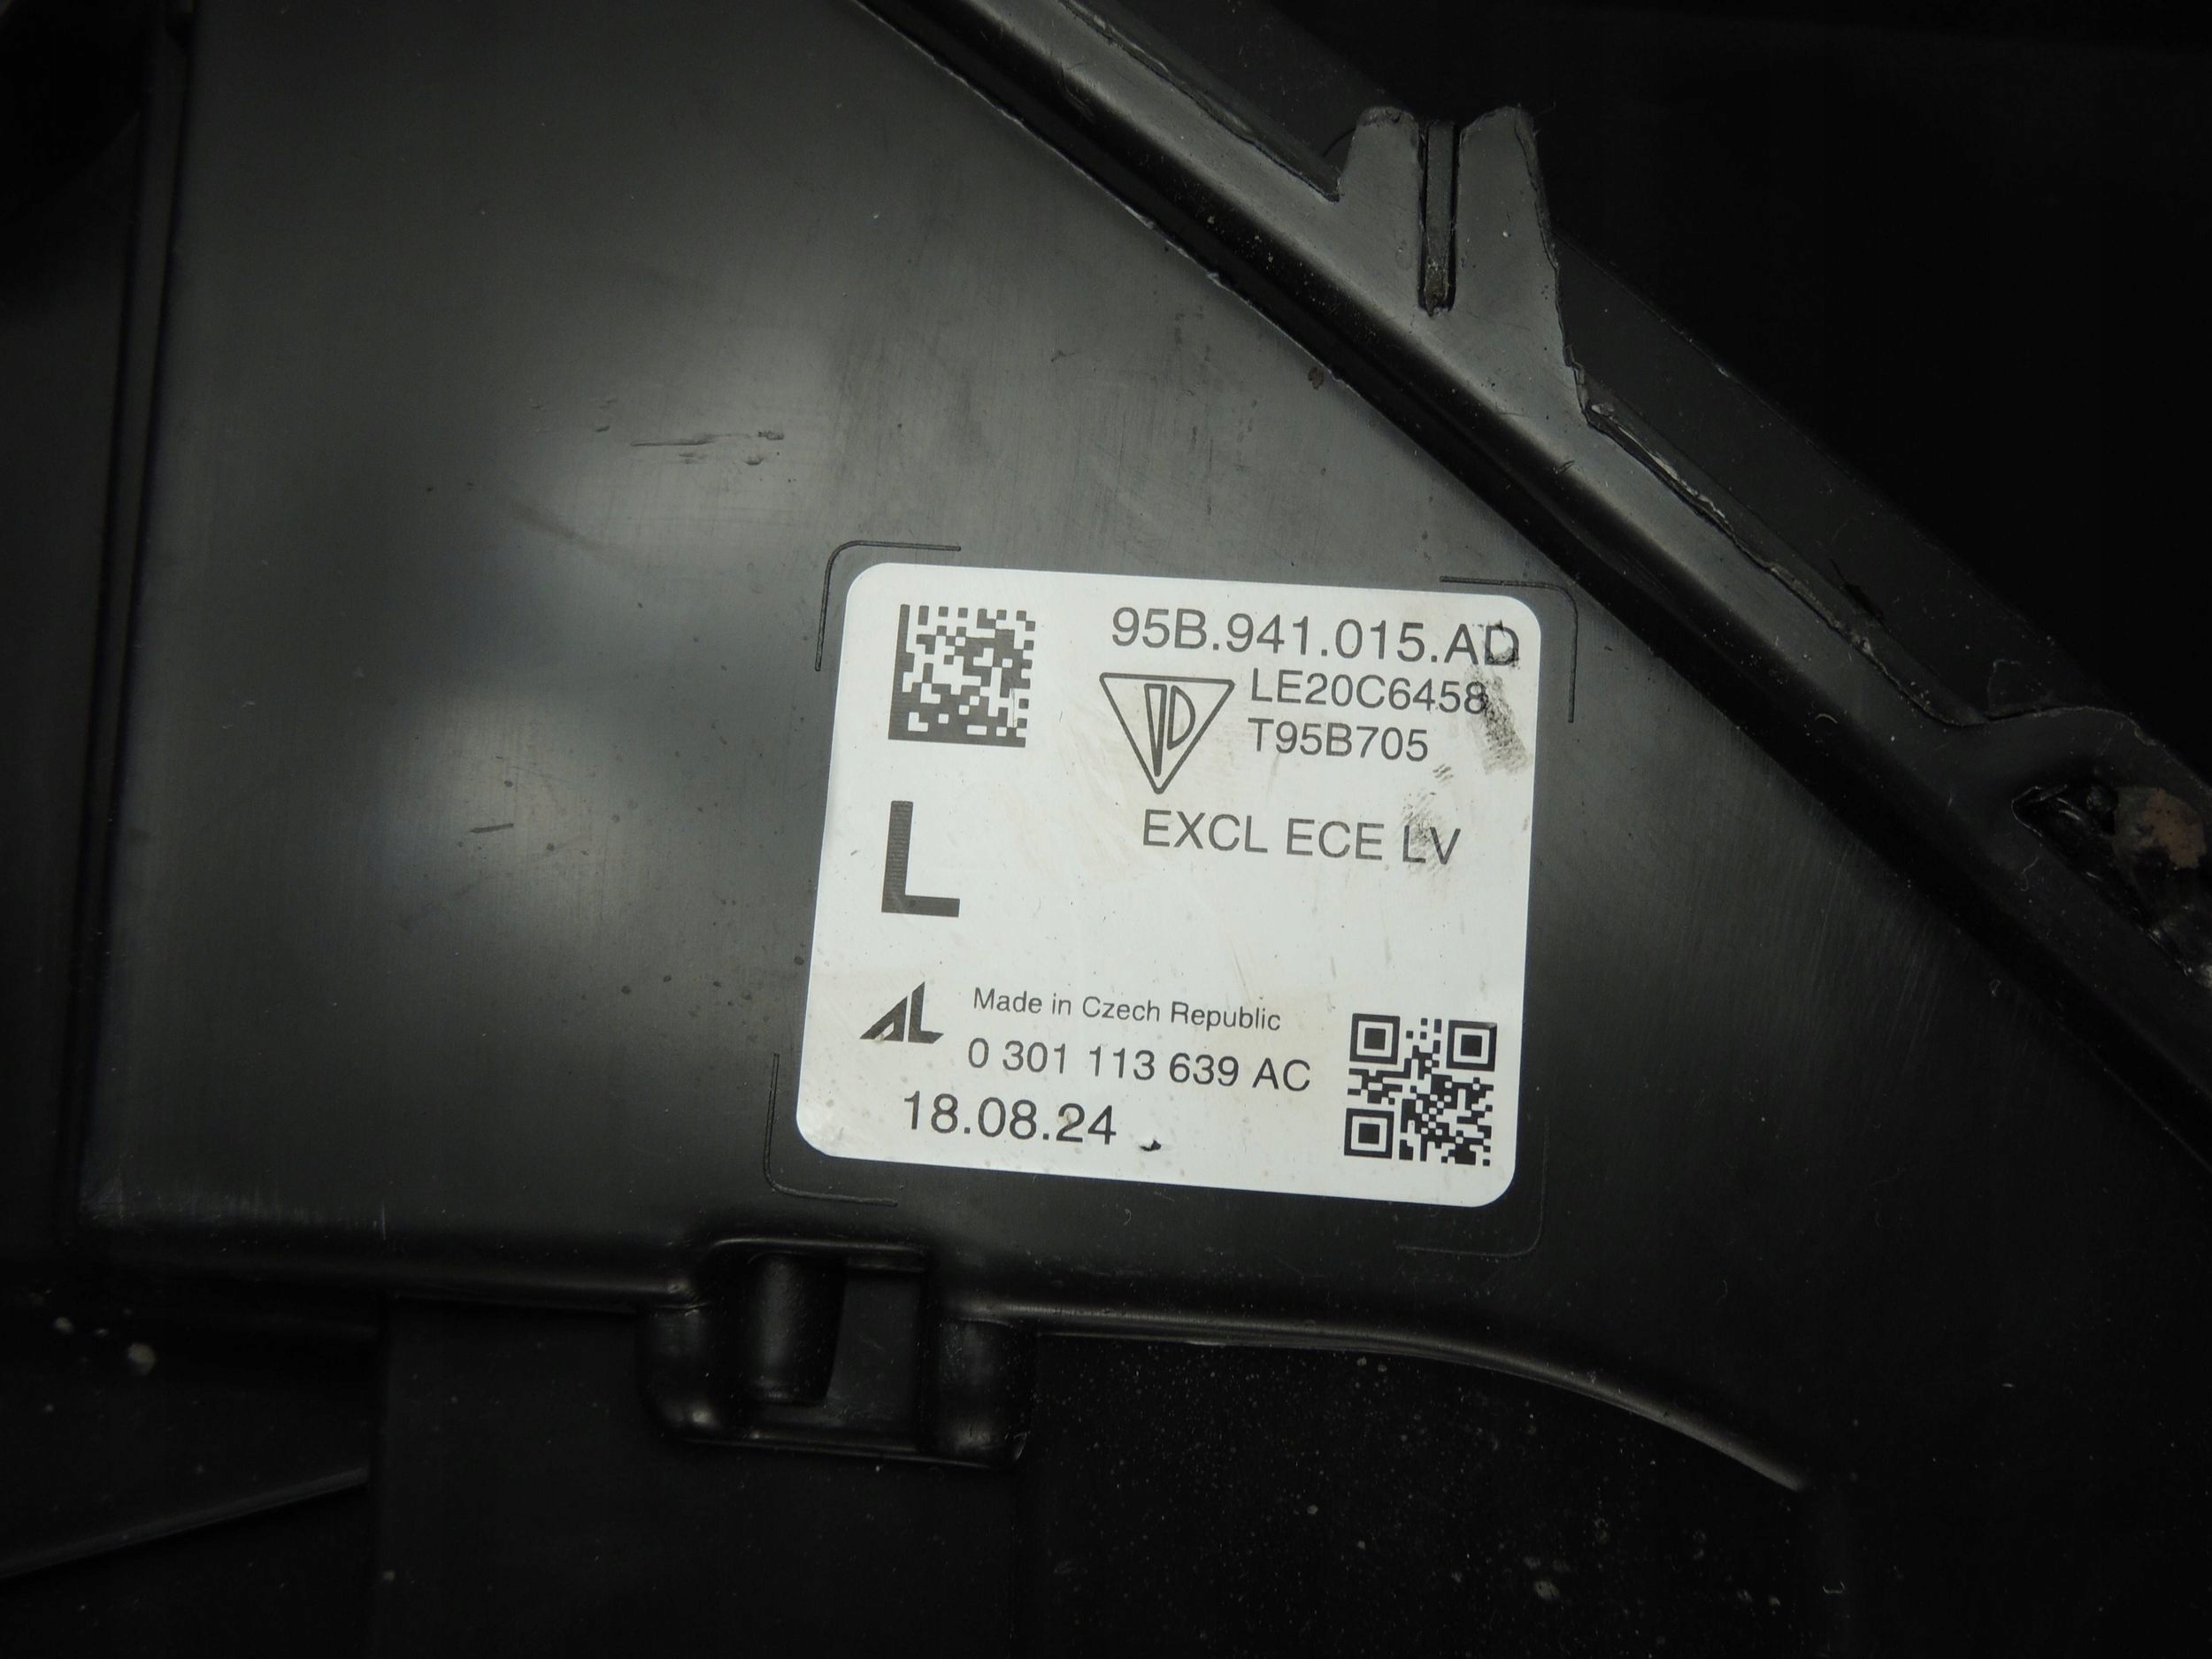 95B.941.015.AD
LE20C6458
T95B705
EXCL ECE LV
L
AL
Made in Czech Republic
0 301 113 639 AC
18.08.24